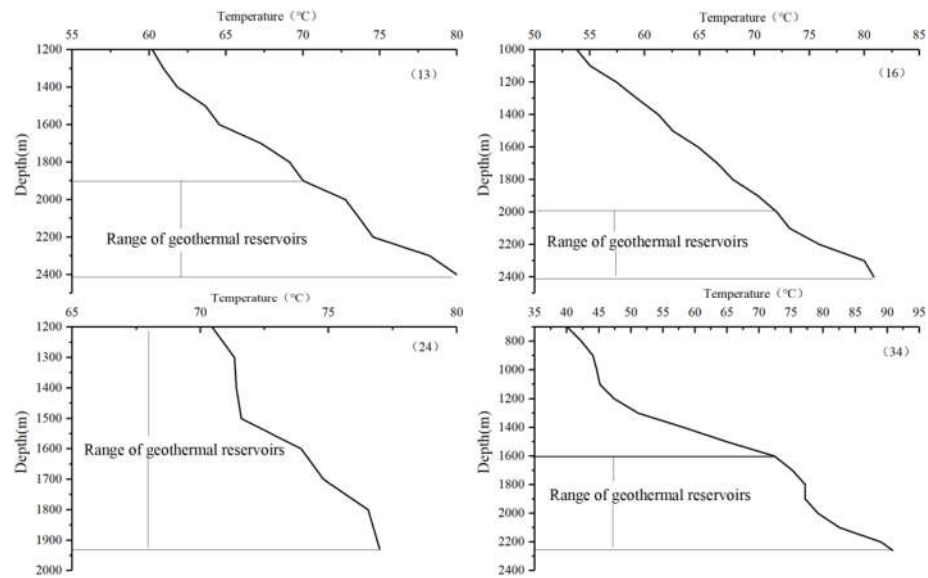 Temperature（°C）
55 60 65 70 75 80
1200
1400
1600
1800
2000
2200
2400
Depth(m)
（13）
Range of geothermal reservoirs
Temperature（°C）
50 55 60 65 70 75 80 85
1000
1200
1400
1600
1800
2000
2200
2400
Depth(m)
（16）
Range of geothermal reservoirs
Temperature（°C）
65 70 75 80
1200
1300
1400
1500
1600
1700
1800
1900
2000
Depth(m)
（24）
Range of geothermal reservoirs
Temperature（°C）
35 40 45 50 55 60 65 70 75 80 85 90 95
800
1000
1200
1400
1600
1800
2000
2200
Depth(m)
（34）
Range of geothermal reservoirs